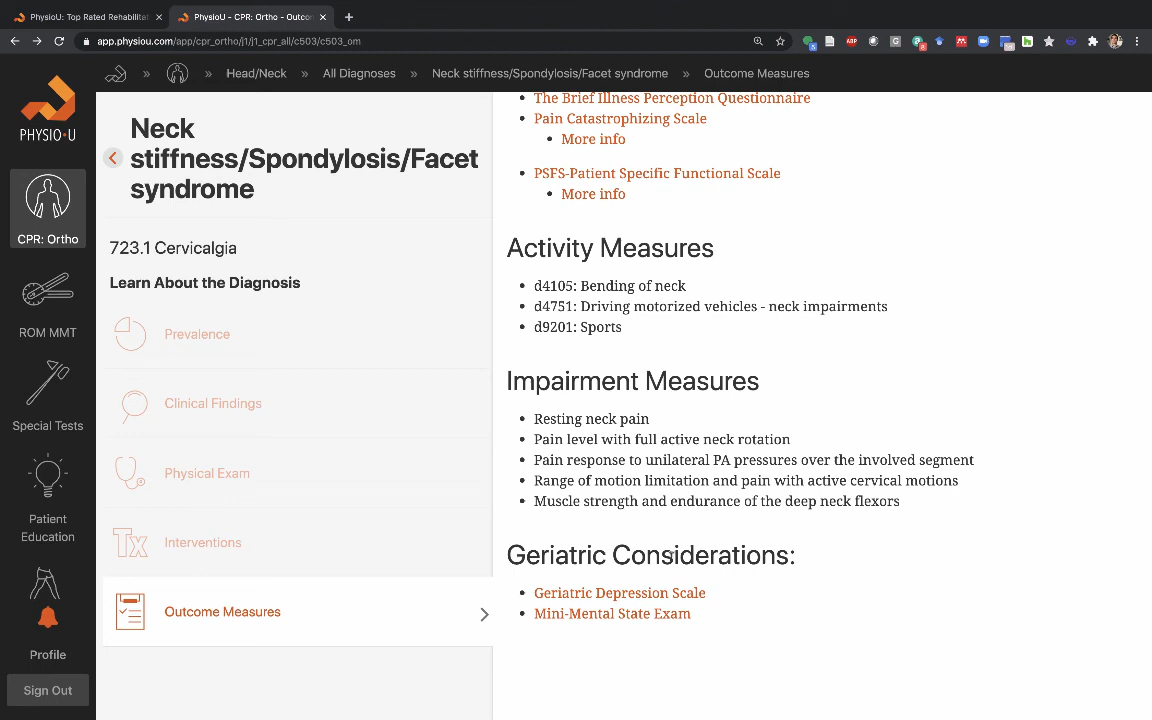 PhysioU: Top Rated Rehabilitat
PhysioU - CPR: Ortho - Outcom
app.physiou.com/app/cpr_ortho/j1/j1_cpr_all/c503/c503_om
» » Head/Neck » All Diagnoses » Neck stiffness/Spondylosis/Facet syndrome » Outcome Measures
PHYSIO•U
CPR: Ortho
ROM MMT
Special Tests
Patient
Education
Profile
Sign Out
Neck
stiffness/Spondylosis/Facet
syndrome
723.1 Cervicalgia
Learn About the Diagnosis
Prevalence
Clinical Findings
Physical Exam
Tx Interventions
Outcome Measures
The Brief Illness Perception Questionnaire
Pain Catastrophizing Scale
More info
PSFS-Patient Specific Functional Scale
More info
Activity Measures
d4105: Bending of neck
d4751: Driving motorized vehicles - neck impairments
d9201: Sports
Impairment Measures
Resting neck pain
Pain level with full active neck rotation
Pain response to unilateral PA pressures over the involved segment
Range of motion limitation and pain with active cervical motions
Muscle strength and endurance of the deep neck flexors
Geriatric Considerations:
Geriatric Depression Scale
Mini-Mental State Exam